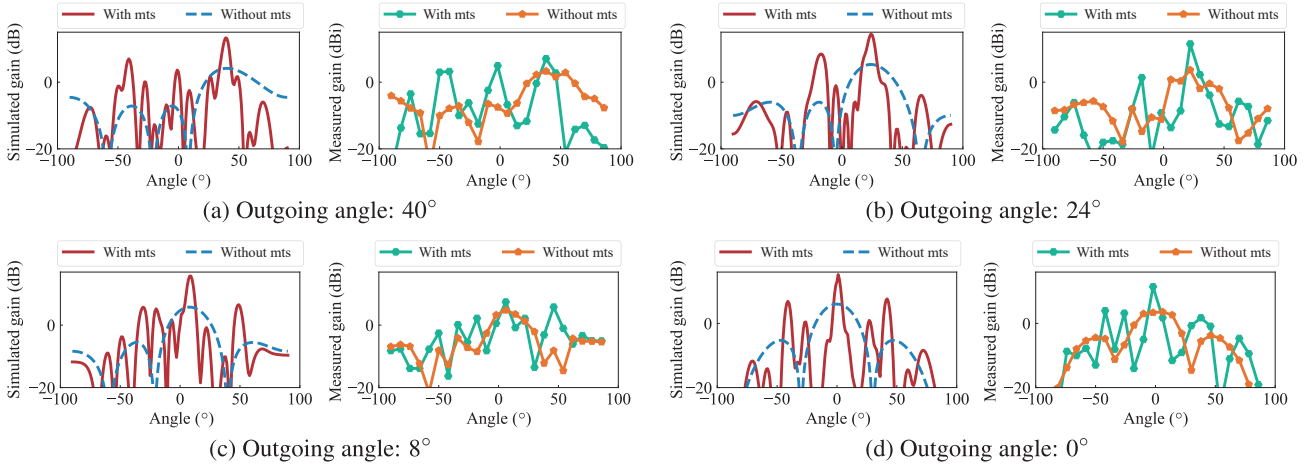 With mts Without mts With mts Without mts With mts Without mts With mts Without mts
Simulated gain (dB)
0
−20
−100 −50 0 50 100
Angle (°)
Measured gain (dBi)
0
−20
−100 −50 0 50 100
Angle (°)
Simulated gain (dB)
0
−20
−100 −50 0 50 100
Angle (°)
Measured gain (dBi)
0
−20
−100 −50 0 50 100
Angle (°)
(a) Outgoing angle: 40°
(b) Outgoing angle: 24°
With mts Without mts With mts Without mts With mts Without mts With mts Without mts
Simulated gain (dB)
0
−20
−100 −50 0 50 100
Angle (°)
Measured gain (dBi)
0
−20
−100 −50 0 50 100
Angle (°)
Simulated gain (dB)
0
−20
−100 −50 0 50 100
Angle (°)
Measured gain (dBi)
0
−20
−100 −50 0 50 100
Angle (°)
(c) Outgoing angle: 8°
(d) Outgoing angle: 0°